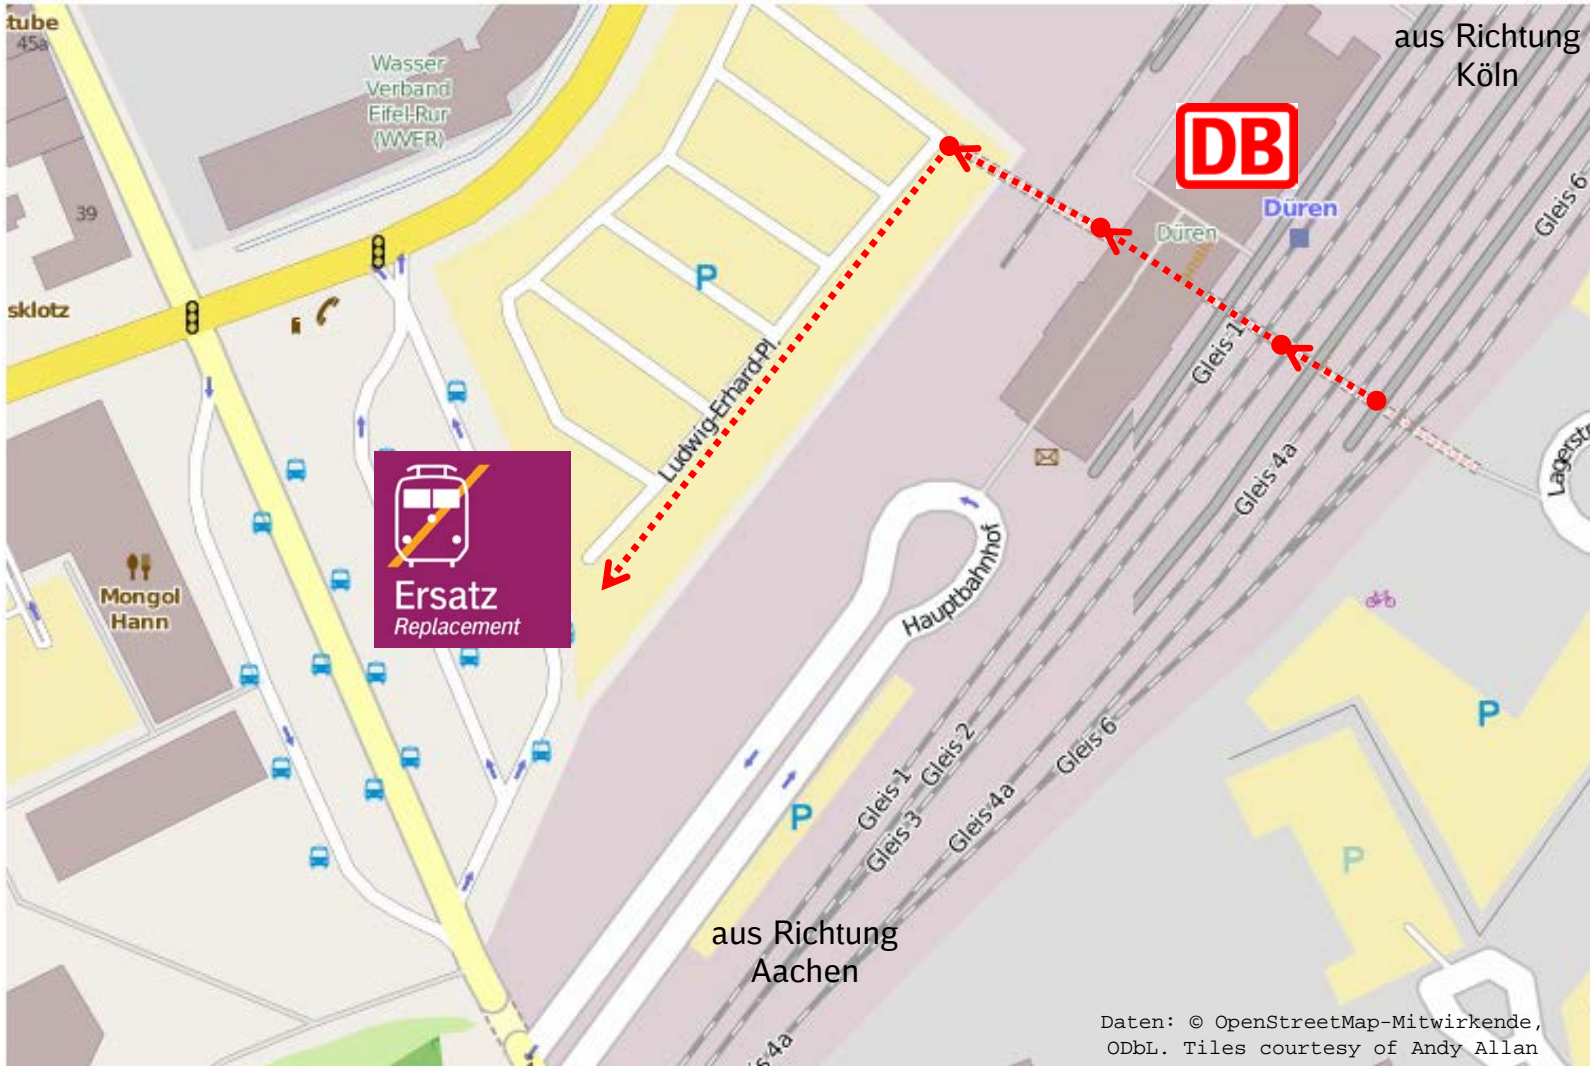 tube
45a
aus Richtung
Köln
Wasser
Verband
Eifel-Rur
(WVER)
DB
Düren
Düren
39
Gleis 6
P
sklotz
Gleis 1
Ludwig-Erhard-Pl.
Lagerstr
Gleis 4a
Ersatz
Replacement
Mongol
Hann
Hauptbahnhof
P
Gleis 2
Gleis 6
Gleis 1
P
Gleis 3
Gleis 4a
P
aus Richtung
Aachen
Daten: © OpenStreetMap-Mitwirkende,
ODbL. Tiles courtesy of Andy Allan
s 4a